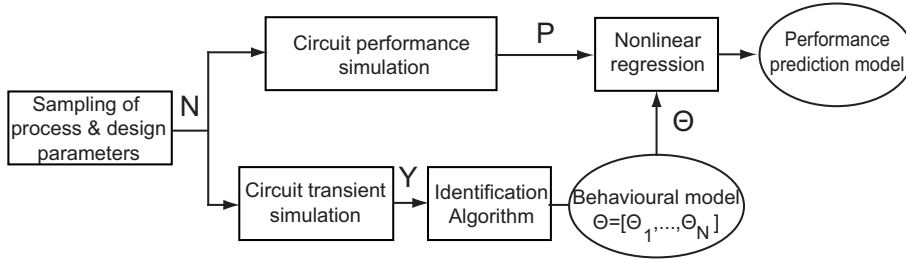 Circuit performance
simulation
P
Nonlinear
regression
Performance
prediction model
Sampling of
process & design
parameters
N
Θ
Circuit transient
simulation
Y
Identification
Algorithm
Behavioural model
Θ=[Θ1,...,ΘN]